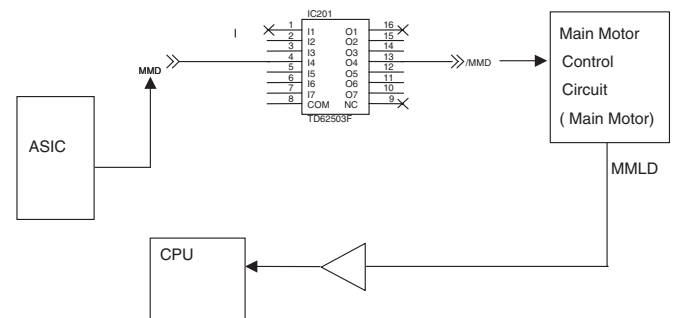 IC201
I
1 I1 O1 16
2 I2 O2 15
3 I3 O3 14
4 I4 O4 13
5 I5 O5 12
6 I6 O6 11
7 I7 O7 10
8 COM NC 9
TD62503F
MMD
/MMD
Main Motor
Control
Circuit
( Main Motor)
ASIC
MMLD
CPU